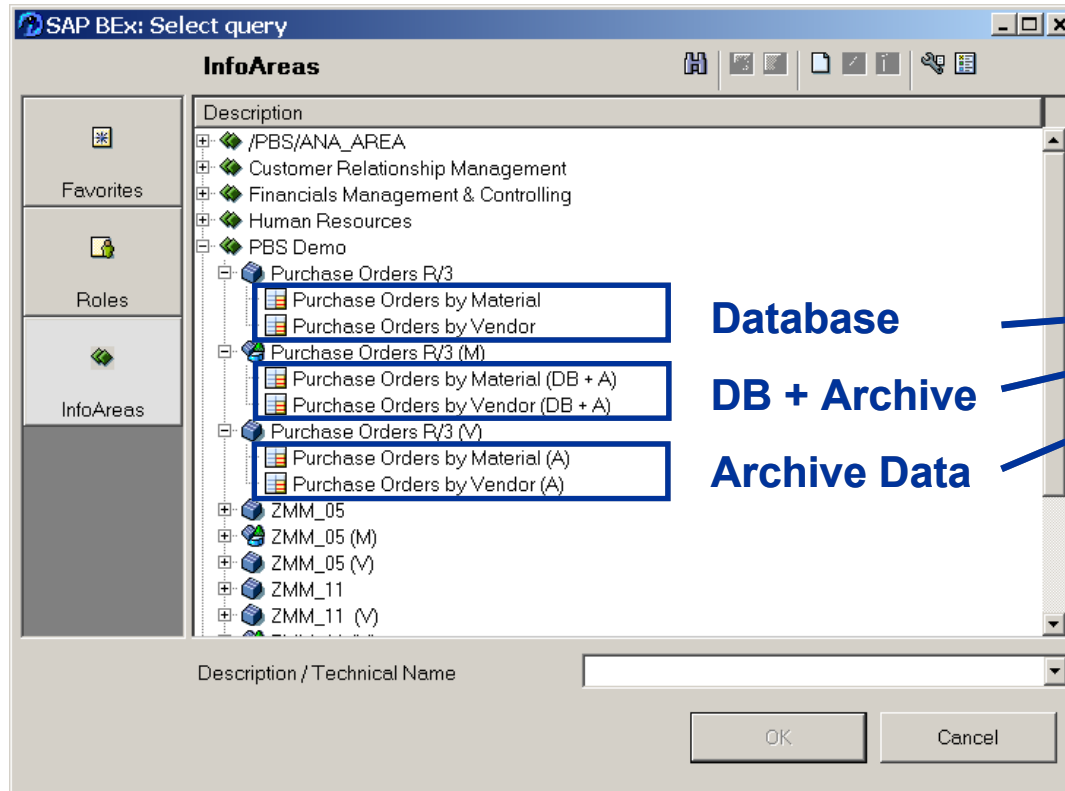 SAP BEx: Select query
InfoAreas
Description
Favorites
Roles
InfoAreas
/PBS/ANA_AREA
Customer Relationship Management
Financials Management & Controlling
Human Resources
PBS Demo
Purchase Orders R/3
Purchase Orders by Material
Purchase Orders by Vendor
Purchase Orders R/3 (M)
Purchase Orders by Material (DB + A)
Purchase Orders by Vendor (DB + A)
Purchase Orders R/3 (V)
Purchase Orders by Material (A)
Purchase Orders by Vendor (A)
ZMM_05
ZMM_05 (M)
ZMM_05 (V)
ZMM_11
ZMM_11 (V)
Database
DB + Archive
Archive Data
Description / Technical Name
OK
Cancel